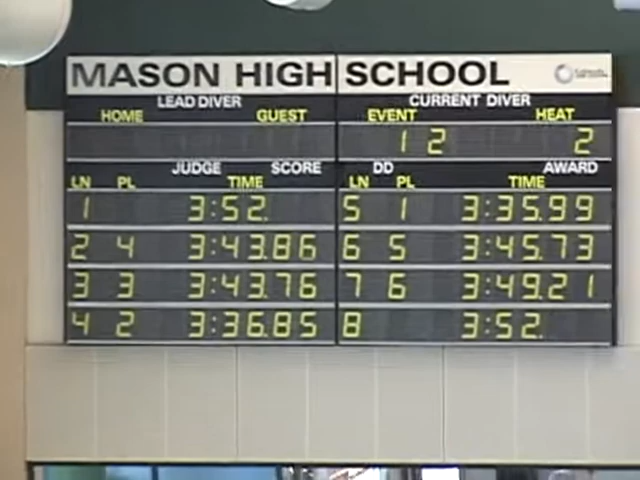 MASON HIGH SCHOOL
LEAD DIVER CURRENT DIVER
HOME GUEST EVENT HEAT
12 2
JUDGE SCORE DD AWARD
LN PL TIME LN PL TIME
1 3:52. 5 1 3:35.99
2 4 3:43.86 6 5 3:45.73
3 3 3:43.76 7 6 3:49.21
4 2 3:36.85 8 3:52.